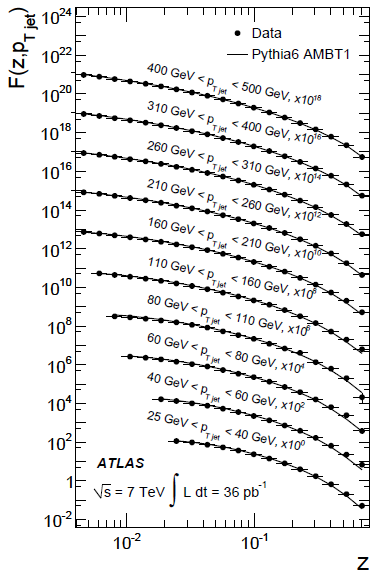 F(z,p_T jet)
10^24
10^22
10^20
10^18
10^16
10^14
10^12
10^10
10^8
10^6
10^4
10^2
1
10^-2
Data
Pythia6 AMBT1
400 GeV < p_T jet < 500 GeV, x10^18
310 GeV < p_T jet < 400 GeV, x10^16
260 GeV < p_T jet < 310 GeV, x10^14
210 GeV < p_T jet < 260 GeV, x10^12
160 GeV < p_T jet < 210 GeV, x10^10
110 GeV < p_T jet < 160 GeV, x10^8
80 GeV < p_T jet < 110 GeV, x10^6
60 GeV < p_T jet < 80 GeV, x10^4
40 GeV < p_T jet < 60 GeV, x10^2
25 GeV < p_T jet < 40 GeV, x10^0
ATLAS
√s = 7 TeV ∫ L dt = 36 pb^-1
10^-2
10^-1
z